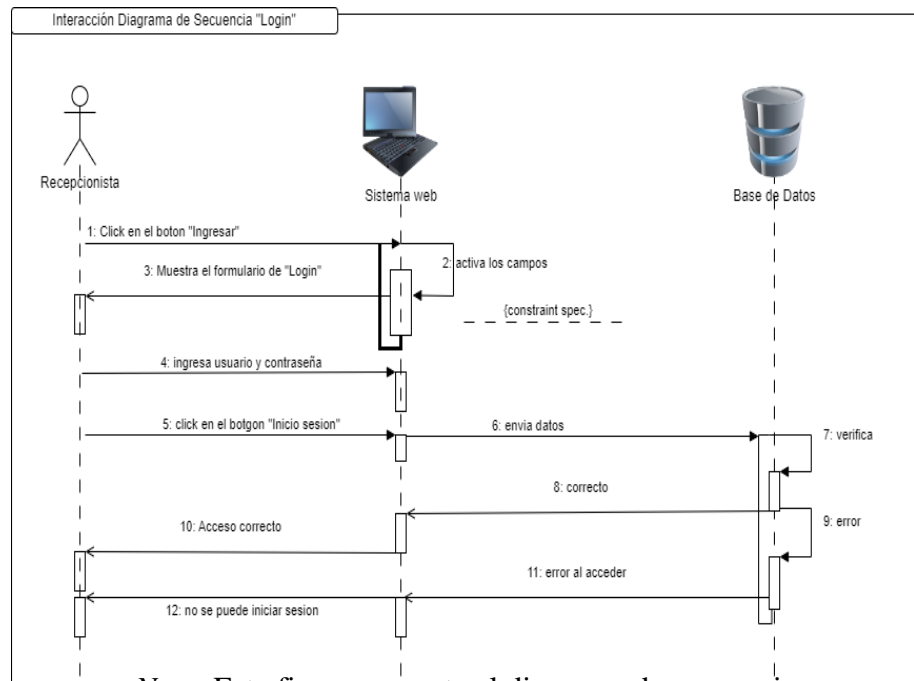 Interacción Diagrama de Secuencia "Login"
Recepcionista
Sistema web
Base de Datos
1: Click en el boton "Ingresar"
2: activa los campos
3: Muestra el formulario de "Login"
{constraint spec.}
4: ingresa usuario y contraseña
5: click en el botgon "Inicio sesion"
6: envia datos
7: verifica
8: correcto
9: error
10: Acceso correcto
11: error al acceder
12: no se puede iniciar sesion